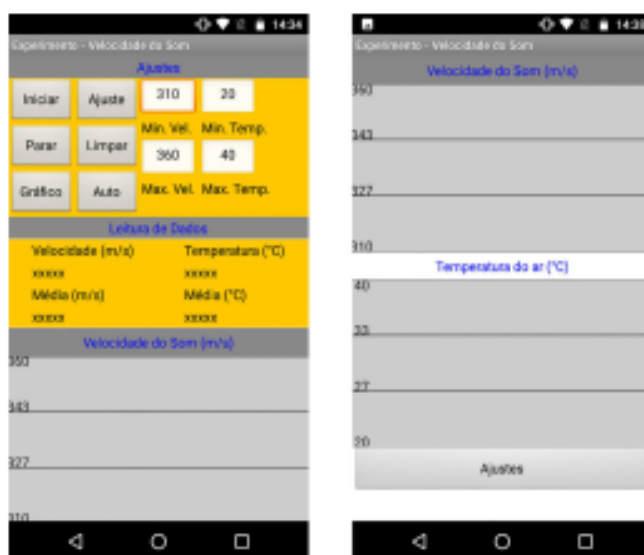 14:34
Experimento - Velocidade do Som
Ajustes
Iniciar Ajuste 310 20
Min. Vel. Min. Temp.
Parar Limpar 360 40
Gráfico Auto Max. Vel. Max. Temp.
Leitura de Dados
Velocidade (m/s) Temperatura (°C)
xxxxx xxxxx
Média (m/s) Média (°C)
xxxxx xxxxx
Velocidade do Som (m/s)
360
343
327
310
Experimento - Velocidade do Som
Velocidade do Som (m/s)
360
343
327
310
Temperatura do ar (°C)
40
33
27
20
Ajustes